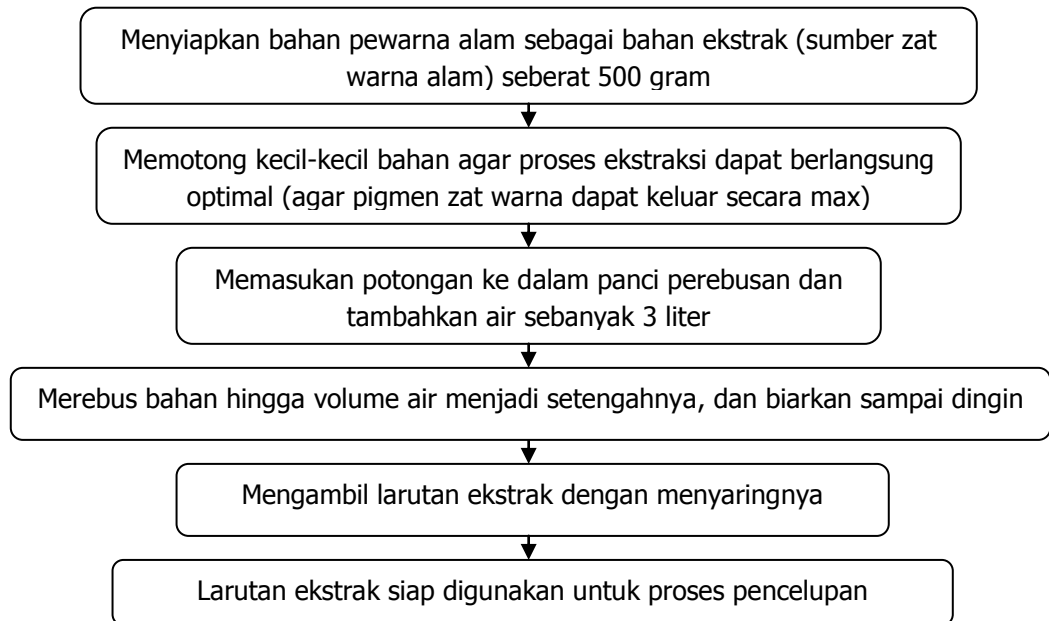 Menyiapkan bahan pewarna alam sebagai bahan ekstrak (sumber zat
warna alam) seberat 500 gram
Memotong kecil-kecil bahan agar proses ekstraksi dapat berlangsung
optimal (agar pigmen zat warna dapat keluar secara max)
Memasukan potongan ke dalam panci perebusan dan
tambahkan air sebanyak 3 liter
Merebus bahan hingga volume air menjadi setengahnya, dan biarkan sampai dingin
Mengambil larutan ekstrak dengan menyaringnya
Larutan ekstrak siap digunakan untuk proses pencelupan